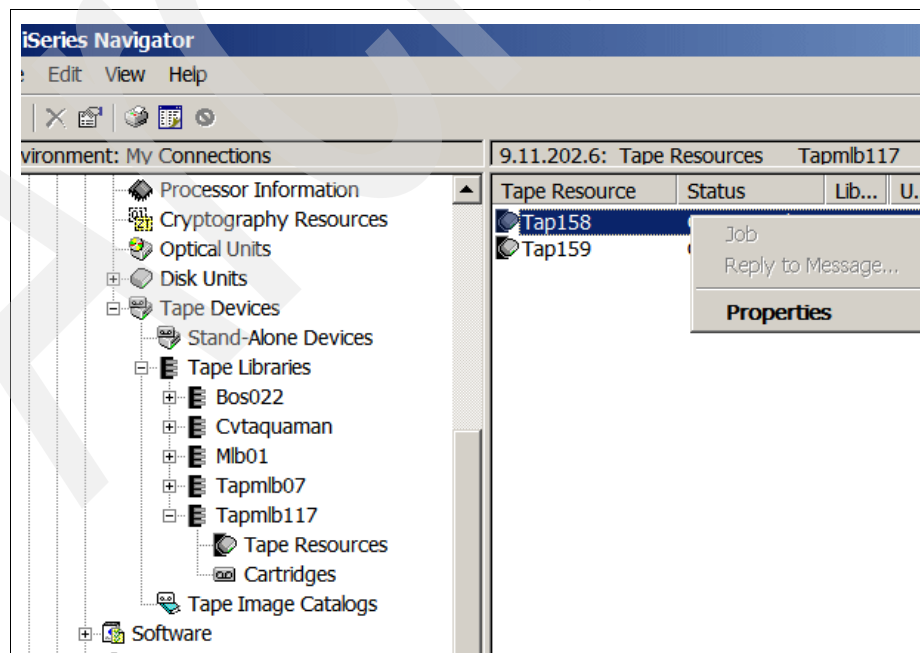 iSeries Navigator
Edit View Help
vironment: My Connections
9.11.202.6: Tape Resources Tapmlb117
Processor Information
Cryptography Resources
Optical Units
Disk Units
Tape Devices
Stand-Alone Devices
Tape Libraries
Bos022
Cvtaquaman
Mlb01
Tapmlb07
Tapmlb117
Tape Resources
Cartridges
Tape Image Catalogs
Software
Tape Resource Status Lib... U.
Tap158
Tap159
Job
Reply to Message...
Properties